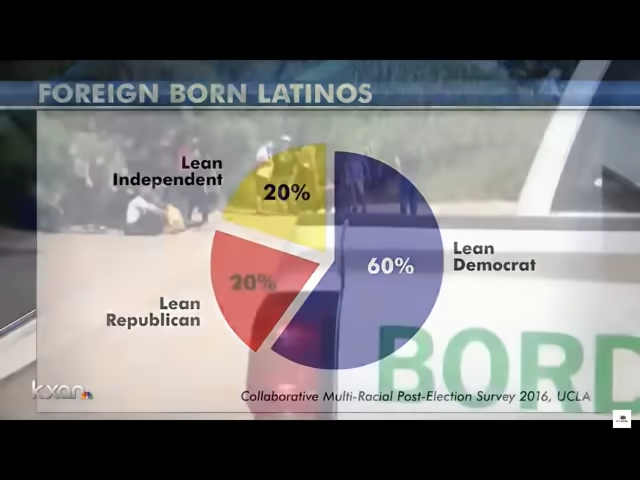 FOREIGN BORN LATINOS
Lean
Independent
20%
60%
Lean
Democrat
20%
Lean
Republican
BORD
kxan
Collaborative Multi-Racial Post-Election Survey 2016, UCLA